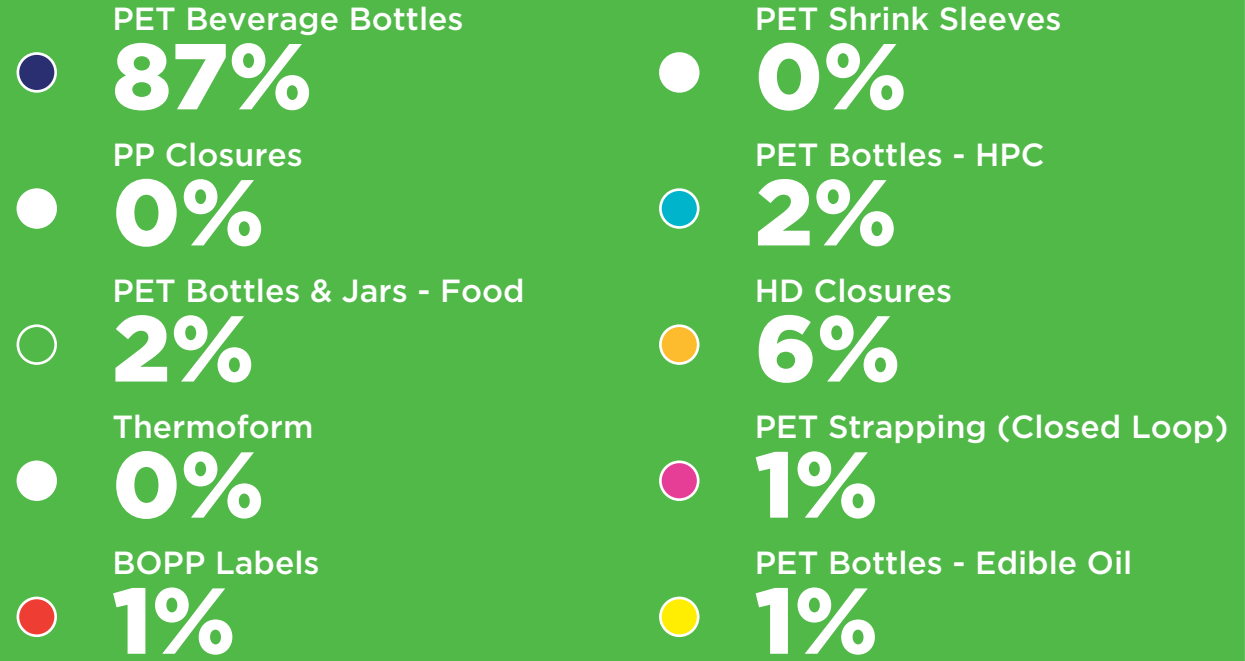 PET Beverage Bottles
87%
PP Closures
0%
PET Bottles & Jars - Food
2%
Thermoform
0%
BOPP Labels
1%
PET Shrink Sleeves
0%
PET Bottles - HPC
2%
HD Closures
6%
PET Strapping (Closed Loop)
1%
PET Bottles - Edible Oil
1%